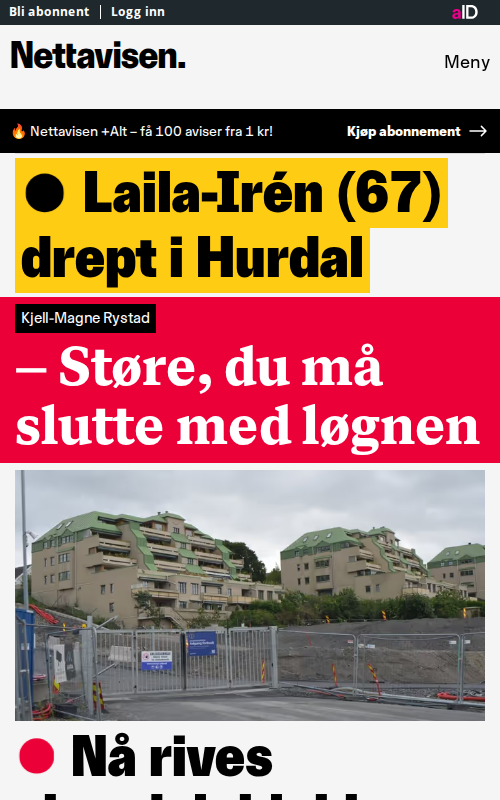 Bli abonnent | Logg inn
aID
Nettavisen.
Meny
🔥 Nettavisen +Alt – få 100 aviser fra 1 kr!
Kjøp abonnement →
● Laila-Irén (67)
drept i Hurdal
Kjell-Magne Rystad
– Støre, du må
slutte med løgnen
Nå rives